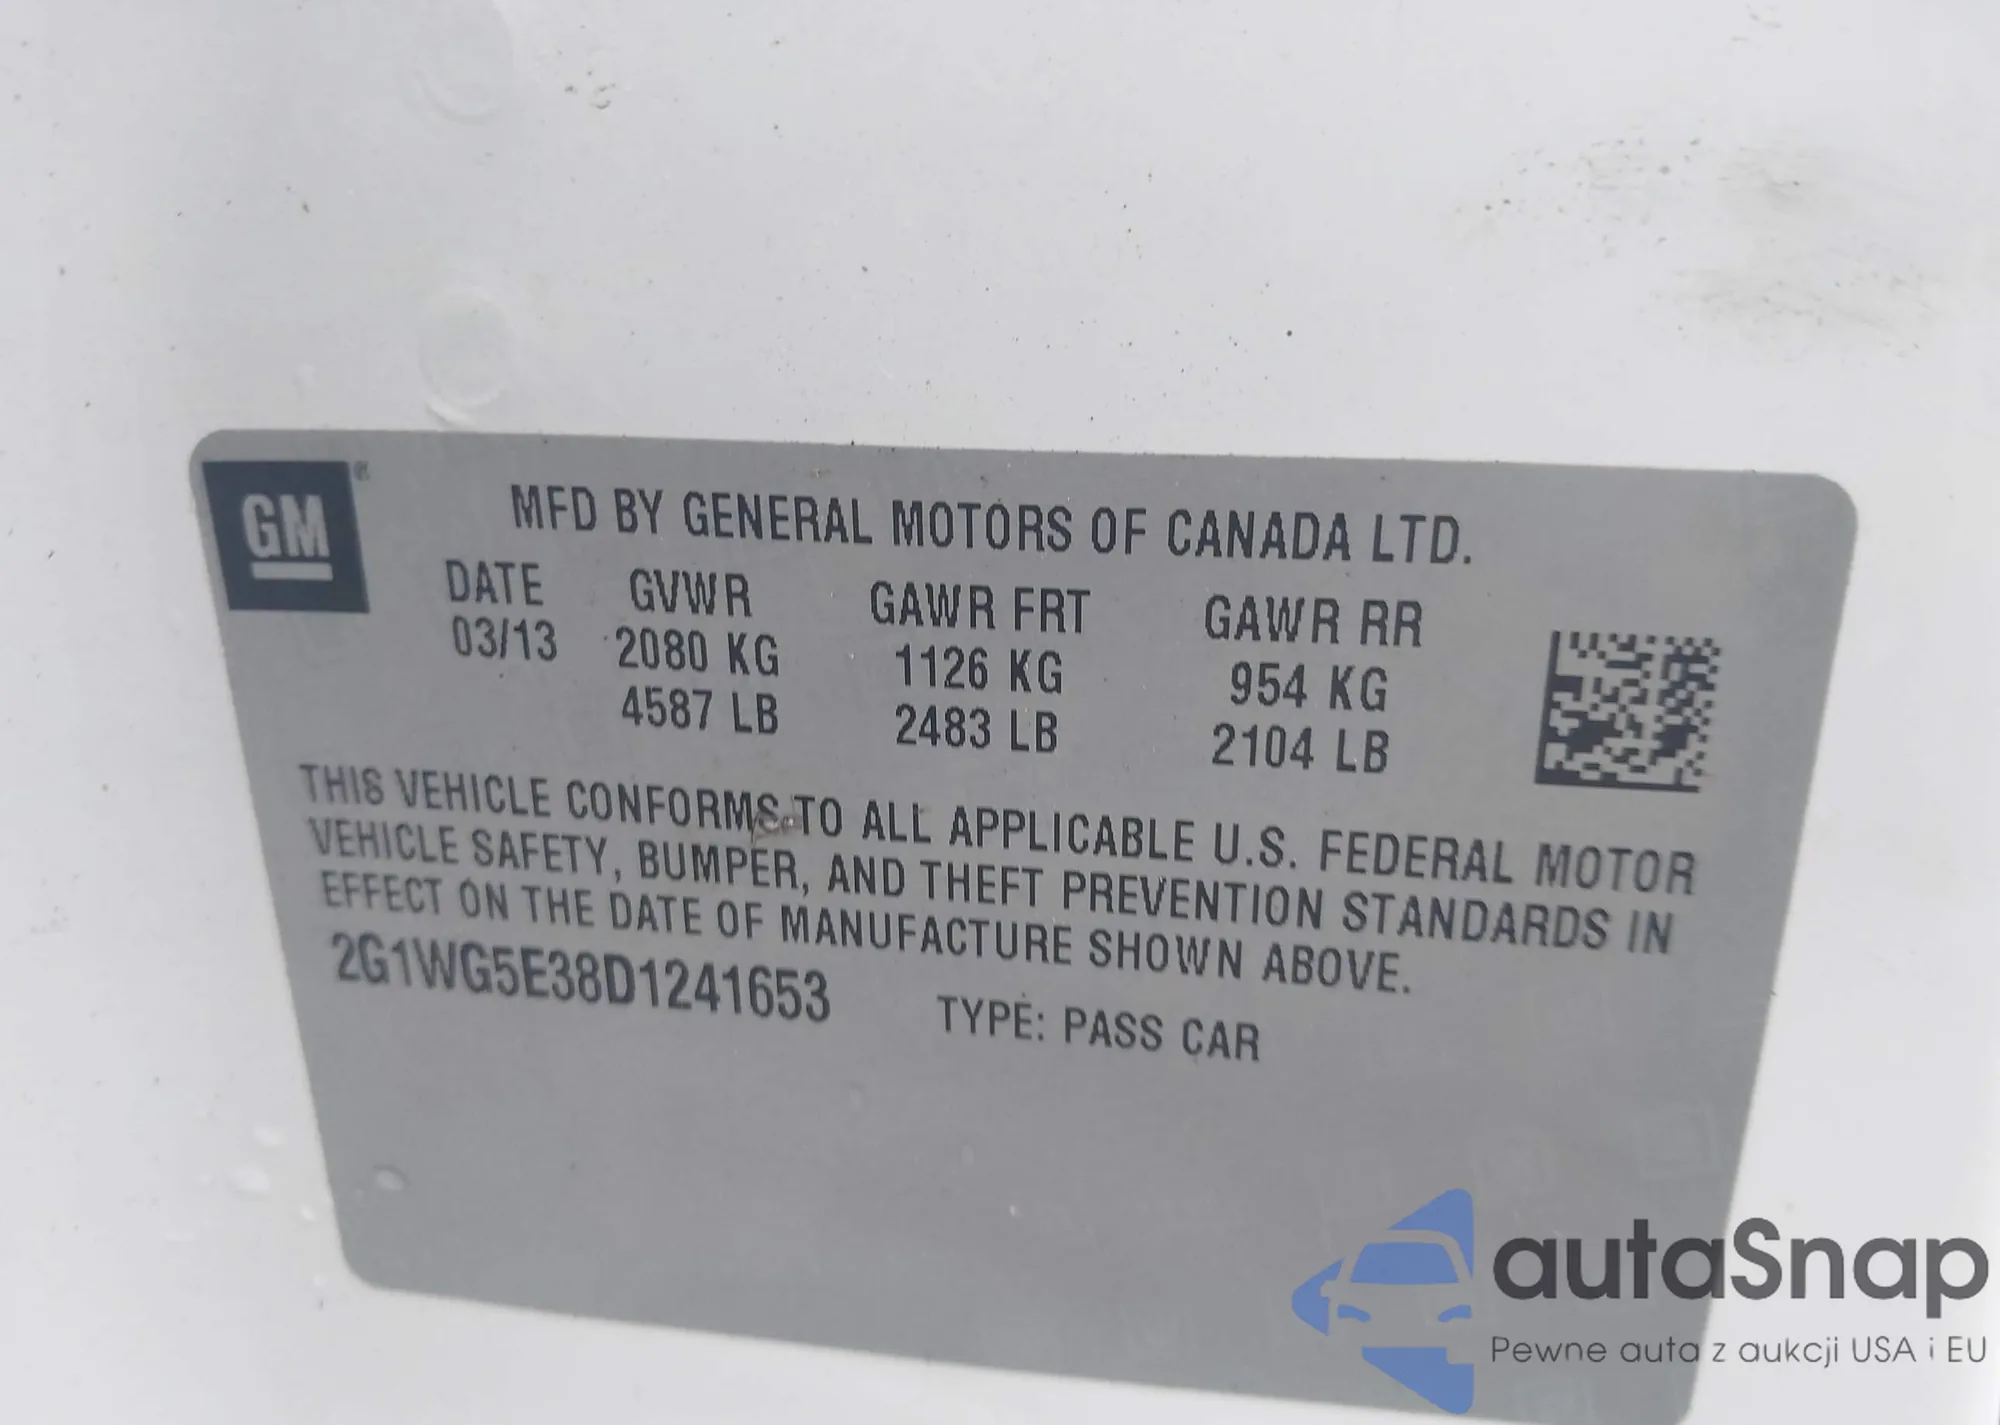 GM
MFD BY GENERAL MOTORS OF CANADA LTD.
DATE GVWR GAWR FRT GAWR RR
03/13 2080 KG 1126 KG 954 KG
4587 LB 2483 LB 2104 LB
THIS VEHICLE CONFORMS TO ALL APPLICABLE U.S. FEDERAL MOTOR
VEHICLE SAFETY, BUMPER, AND THEFT PREVENTION STANDARDS IN
EFFECT ON THE DATE OF MANUFACTURE SHOWN ABOVE.
2G1WG5E38D1241653 TYPE: PASS CAR
autaSnap
Pewne auta z aukcji USA i EU